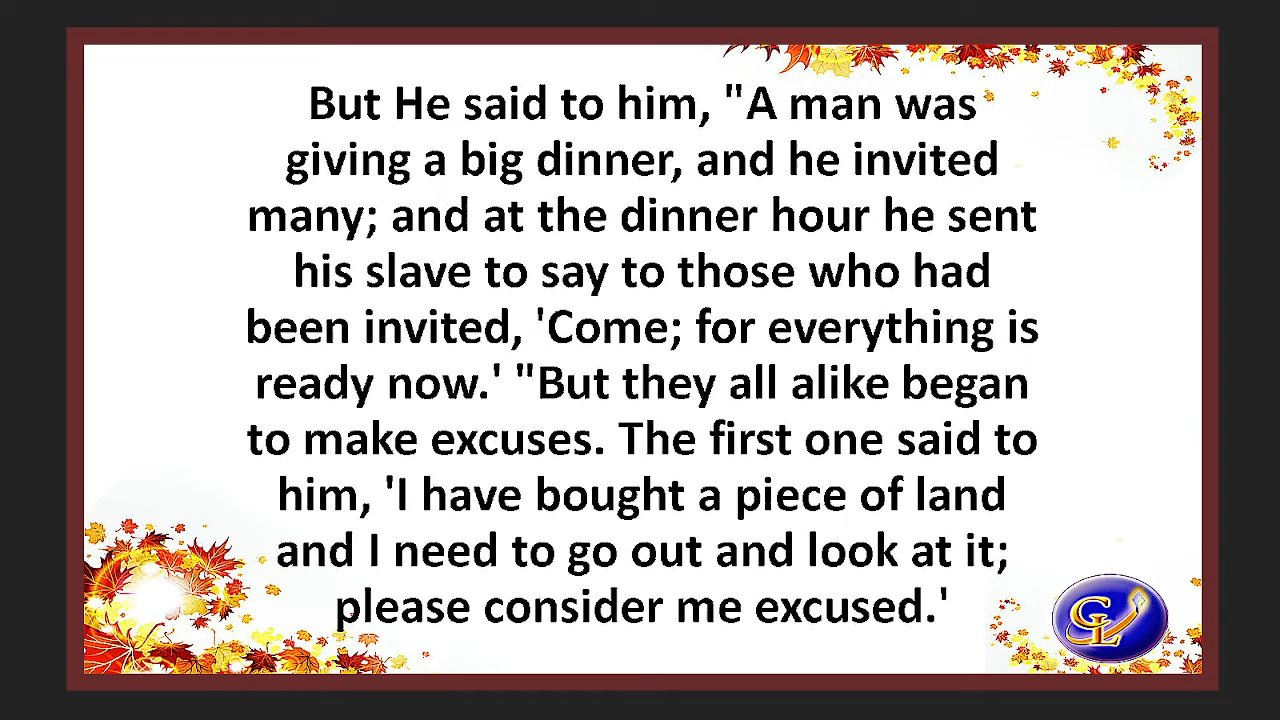 But He said to him, "A man was
giving a big dinner, and he invited
many; and at the dinner hour he sent
his slave to say to those who had
been invited, 'Come; for everything is
ready now.' "But they all alike began
to make excuses. The first one said to
him, 'I have bought a piece of land
and I need to go out and look at it;
please consider me excused.'
CL